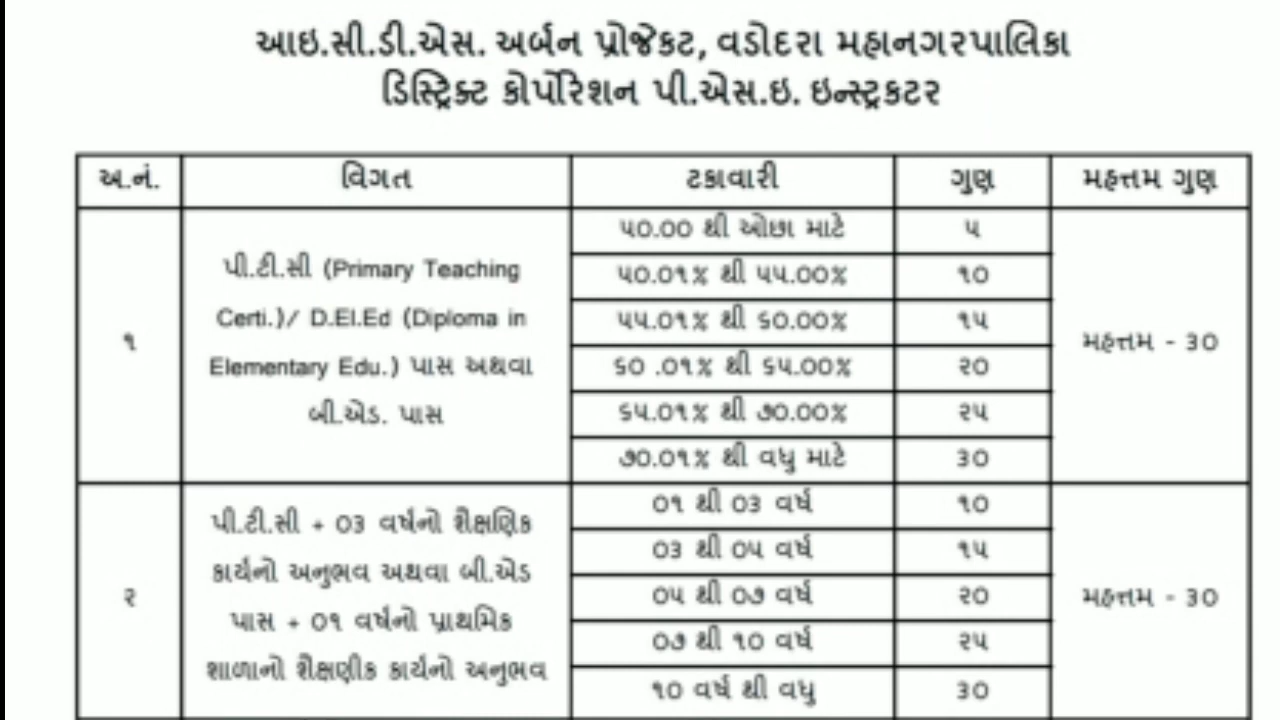 આઇ.સી.ડી.એસ. અર્બન પ્રોજેકટ, વડોદરા મહાનગરપાલિકા
ડિસ્ટ્રિક્ટ કોર્પોરેશન પી.એસ.ઇ. ઇન્સ્ટ્રકટર
અ.નં. વિગત ટકાવારી ગુણ મહત્તમ ગુણ
૧
પી.ટી.સી (Primary Teaching
Certi.)/ D.El.Ed (Diploma in
Elementary Edu.) પાસ અથવા
બી.એડ. પાસ
૫૦.૦૦ થી ઓછા માટે ૫
૫૦.૦૧% થી ૫૫.૦૦% ૧૦
૫૫.૦૧% થી ૬૦.૦૦% ૧૫
૬૦ .૦૧% થી ૬૫.૦૦% ૨૦
૬૫.૦૧% થી ૭૦.૦૦% ૨૫
૭૦.૦૧% થી વધુ માટે ૩૦
મહત્તમ - ૩૦
૨
પી.ટી.સી + ૦૩ વર્ષનો શૈક્ષણિક
કાર્યનો અનુભવ અથવા બી.એડ
પાસ + ૦૧ વર્ષનો પ્રાથમિક
શાળાનો શૈક્ષણીક કાર્યનો અનુભવ
૦૧ થી ૦૩ વર્ષ ૧૦
૦૩ થી ૦૫ વર્ષ ૧૫
૦૫ થી ૦૭ વર્ષ ૨૦
૦૭ થી ૧૦ વર્ષ ૨૫
૧૦ વર્ષ થી વધુ ૩૦
મહત્તમ - ૩૦